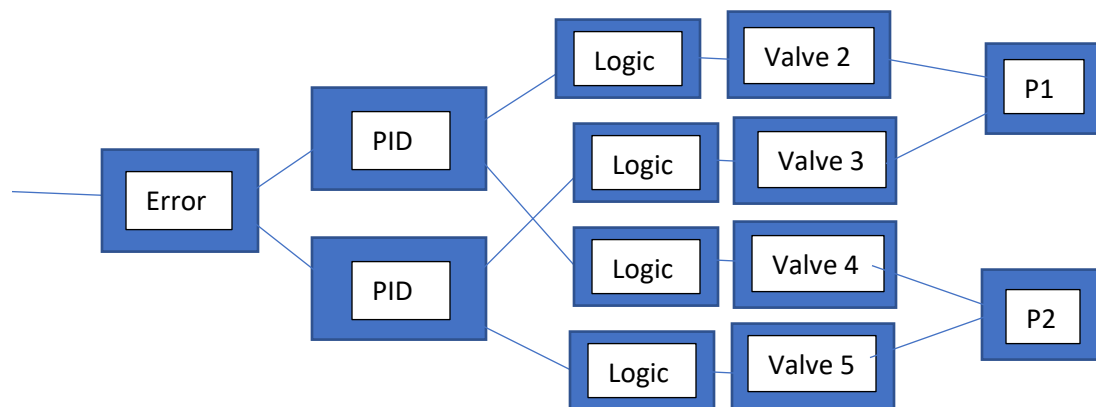 Error
PID
PID
Logic
Valve 2
Logic
Valve 3
Logic
Valve 4
Logic
Valve 5
P1
P2